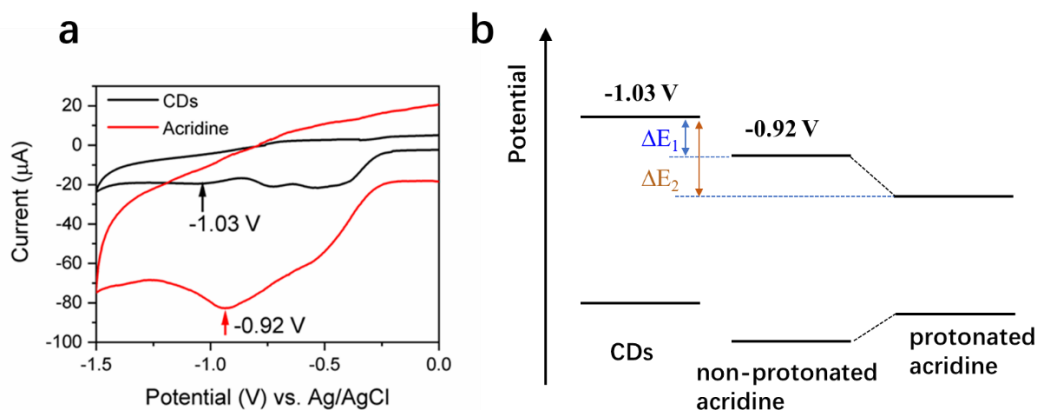 a
CDs
Acridine
20
0
-20
-40
-60
-80
-100
-1.5
-1.0
-0.5
0.0
Current (μA)
Potential (V) vs. Ag/AgCl
-1.03 V
-0.92 V
b
Potential
-1.03 V
-0.92 V
ΔE1
ΔE2
CDs
non-protonated
acridine
protonated
acridine